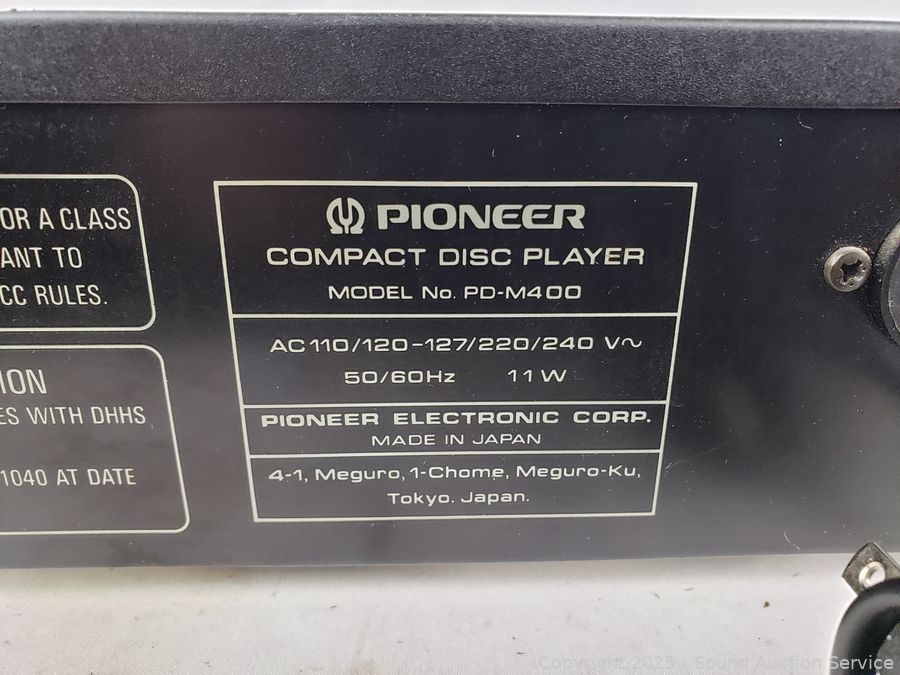 OR A CLASS
ANT TO
CC RULES.
ION
ES WITH DHHS
1040 AT DATE
PIONEER
COMPACT DISC PLAYER
MODEL No. PD-M400
AC 110/120-127/220/240 V~
50/60Hz 11 W
PIONEER ELECTRONIC CORP.
MADE IN JAPAN
4-1, Meguro, 1-Chome, Meguro-Ku,
Tokyo. Japan.
Copyright 2025 - Sound Auction Service